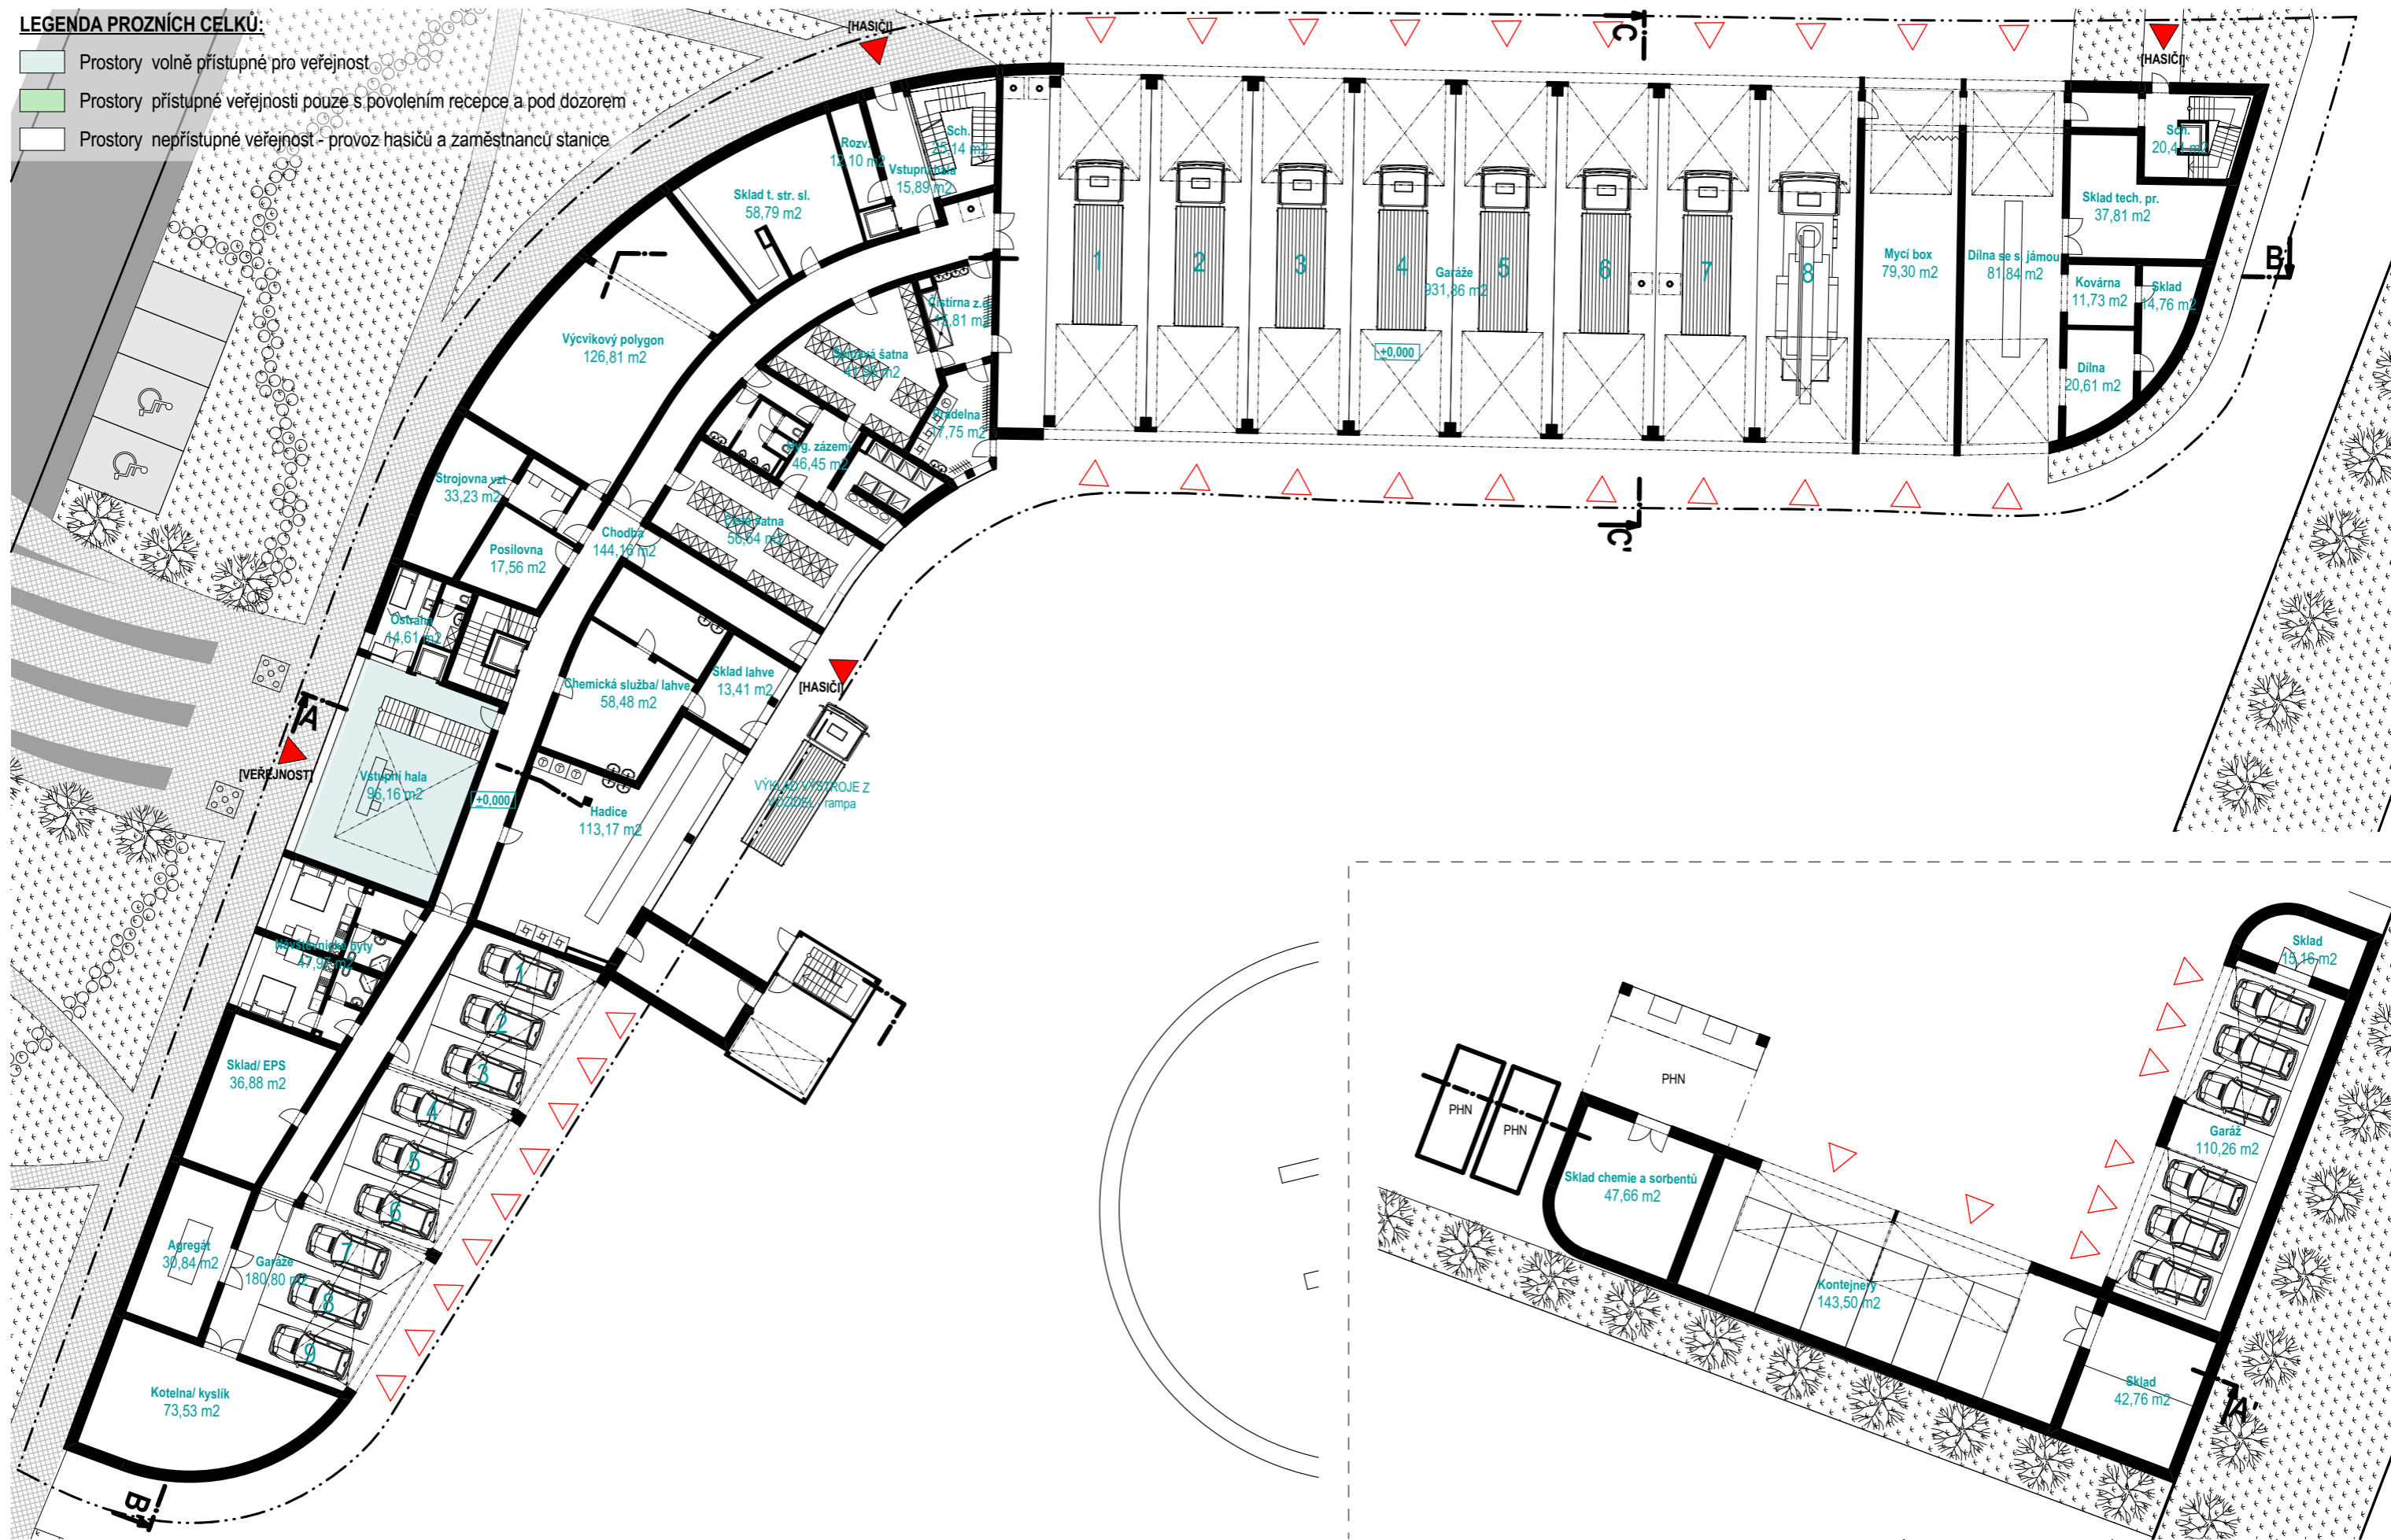 LEGENDA PROZNÍCH CELKŮ:
Prostory volně přístupné pro veřejnost
Prostory přístupné veřejnosti pouze s povolením recepce a pod dozorem
Prostory nepřístupné veřejnost - provoz hasičů a zaměstnanců stanice
[HASIČI]
C
[HASIČI]
Sch.
25,14 m2
Rozv.
12,10 m2
Vstupní hala
15,89 m2
Sklad t. str. sl.
58,79 m2
Sch.
20,41 m2
Sklad tech. pr.
37,81 m2
1
2
3
4
5
6
7
8
Garáže
931,86 m2
±0,000
Mycí box
79,30 m2
Dílna se s. jámou
81,84 m2
B
Kovárna
11,73 m2
Sklad
14,76 m2
Dílna
20,61 m2
Čistírna z.o.
15,81 m2
Výcvikový polygon
126,81 m2
Špinavá šatna
Prádelna
17,75 m2
Hyg. zázemí
46,45 m2
Strojovna vzt
33,23 m2
Čistá šatna
56,54 m2
Chodba
144,16 m2
C'
Posilovna
17,56 m2
Ostraha
14,61 m2
Chemická služba/ lahve
58,48 m2
Sklad lahve
13,41 m2
[HASIČI]
A
[VEŘEJNOST]
Vstupní hala
96,16 m2
±0,000
VÝKLAD VÝSTROJE Z
VOZIDEL - rampa
Hadice
113,17 m2
Návštěvnické byty
47,97 m2
1
2
3
4
5
6
7
8
9
Sklad/ EPS
36,88 m2
Agregát
30,84 m2
Garáže
180,80 m2
Kotelna/ kyslík
73,53 m2
B'
Sklad
15,16 m2
PHN
PHN
PHN
Garáž
110,26 m2
Sklad chemie a sorbentů
47,66 m2
Kontejnery
143,50 m2
Sklad
42,76 m2
A'